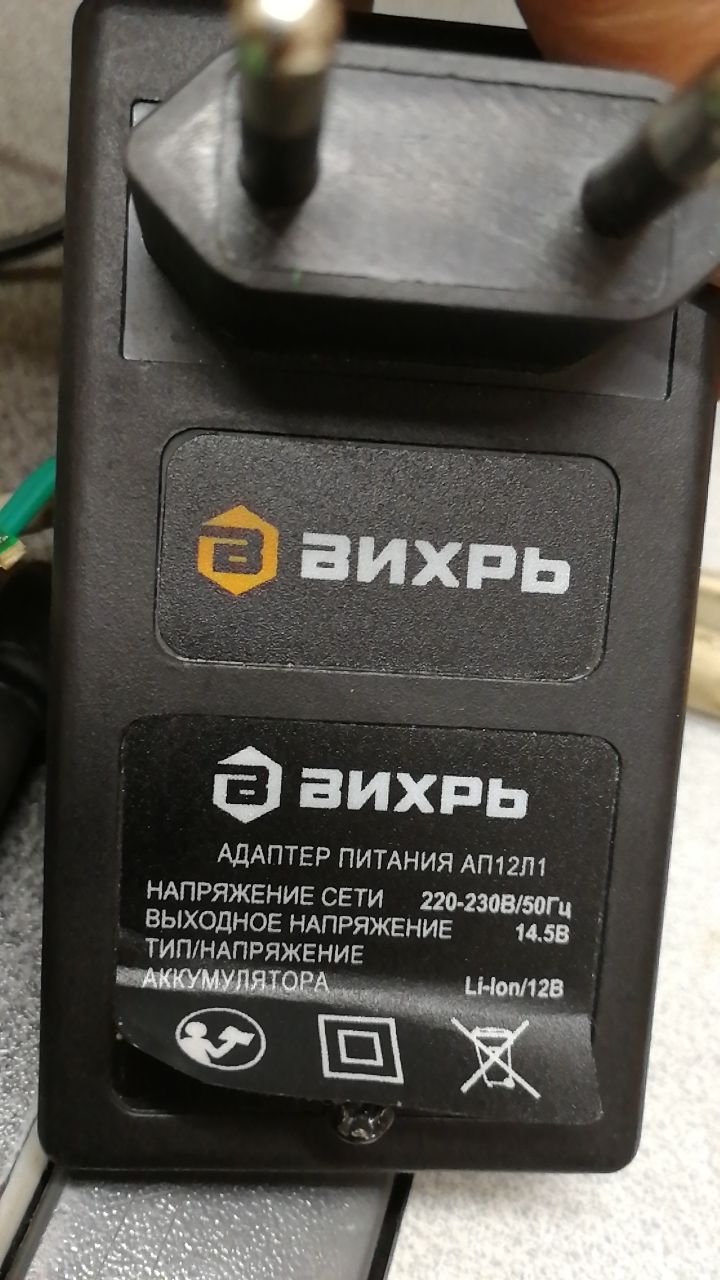 ВИХРЬ
ВИХРЬ
АДАПТЕР ПИТАНИЯ АП12Л1
НАПРЯЖЕНИЕ СЕТИ 220-230В/50Гц
ВЫХОДНОЕ НАПРЯЖЕНИЕ 14.5В
ТИП/НАПРЯЖЕНИЕ
АККУМУЛЯТОРА Li-Ion/12В